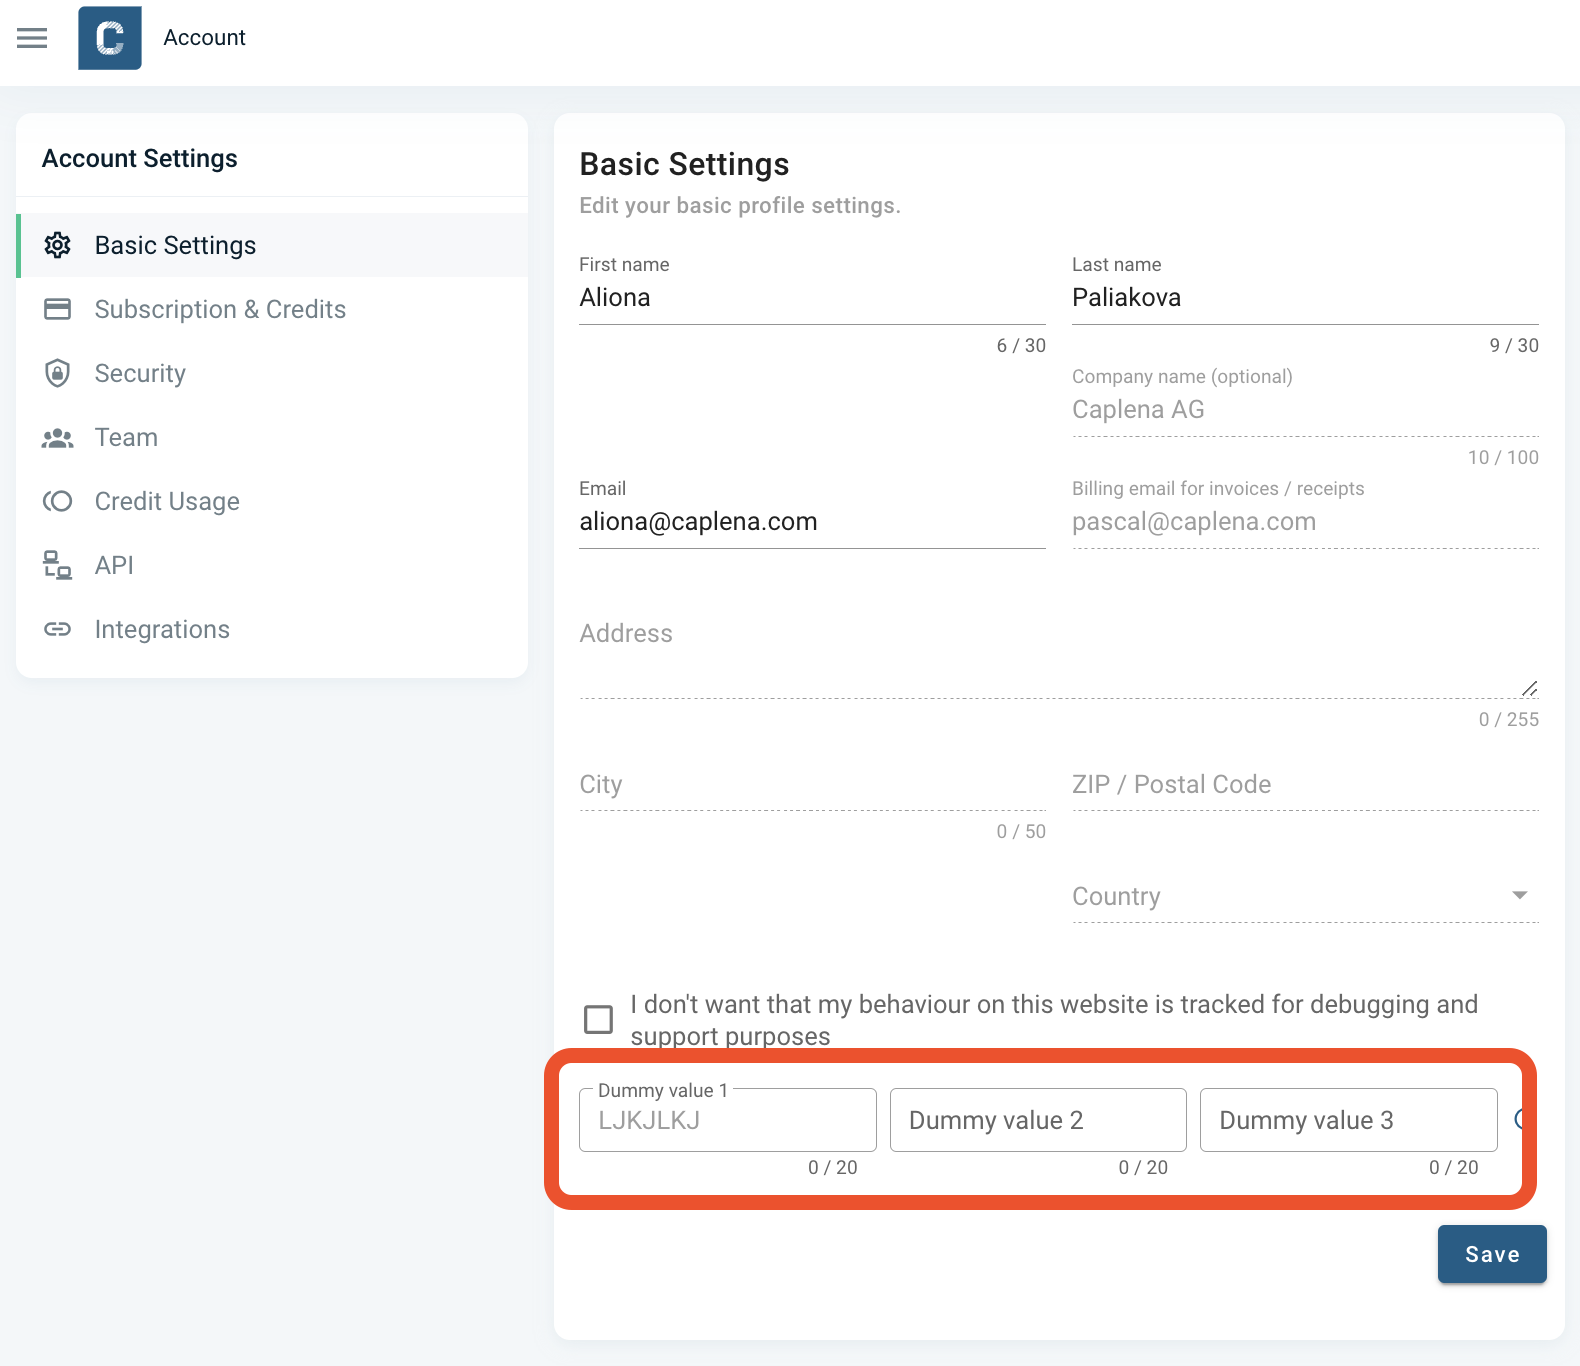 C
Account
Account Settings
Basic Settings
Subscription & Credits
Security
Team
Credit Usage
API
Integrations
Basic Settings
Edit your basic profile settings.
First name
Aliona
6 / 30
Last name
Paliakova
9 / 30
Company name (optional)
Caplena AG
10 / 100
Email
aliona@caplena.com
Billing email for invoices / receipts
pascal@caplena.com
Address
0 / 255
City
0 / 50
ZIP / Postal Code
Country
I don't want that my behaviour on this website is tracked for debugging and
support purposes
Dummy value 1
LJKJLKJ
0 / 20
Dummy value 2
0 / 20
Dummy value 3
0 / 20
Save